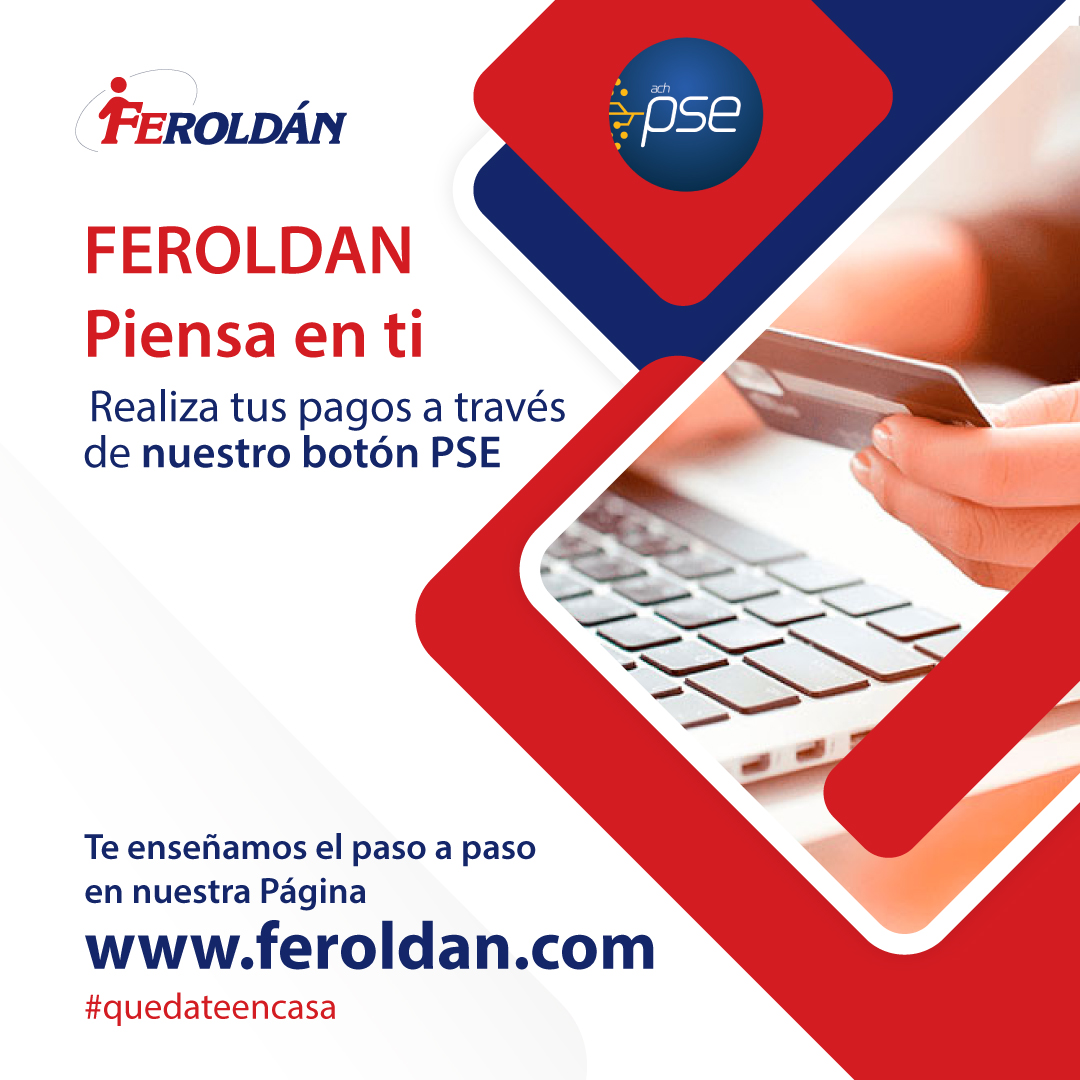 FEROLDÁN
ach
pse
FEROLDAN
Piensa en ti
Realiza tus pagos a través
de nuestro botón PSE
Te enseñamos el paso a paso
en nuestra Página
www.feroldan.com
#quedateencasa